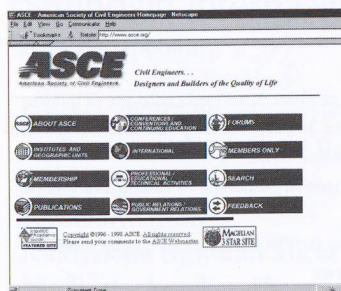 ASCE - American Society of Civil Engineers Homepage - Netscape
File Edit View Go Communicator Help
Bookmarks Netsite: http://www.asce.org/
ASCE
American Society of Civil Engineers
Civil Engineers. . .
Designers and Builders of the Quality of Life
ASCE ABOUT ASCE
CONFERENCES / CONVENTIONS AND CONTINUING EDUCATION
FORUMS
INSTITUTES AND GEOGRAPHIC UNITS
INTERNATIONAL
MEMBERS ONLY
MEMBERSHIP
PROFESSIONAL / EDUCATIONAL / TECHNICAL ACTIVITIES
SEARCH
PUBLICATIONS
PUBLIC RELATIONS / GOVERNMENT RELATIONS
FEEDBACK
FEATURED SITE
Copyright ©1996 - 1998 ASCE. All rights reserved.
Please send your comments to the ASCE Webmaster.
MAGELLAN
3 STAR SITE
Document: Done